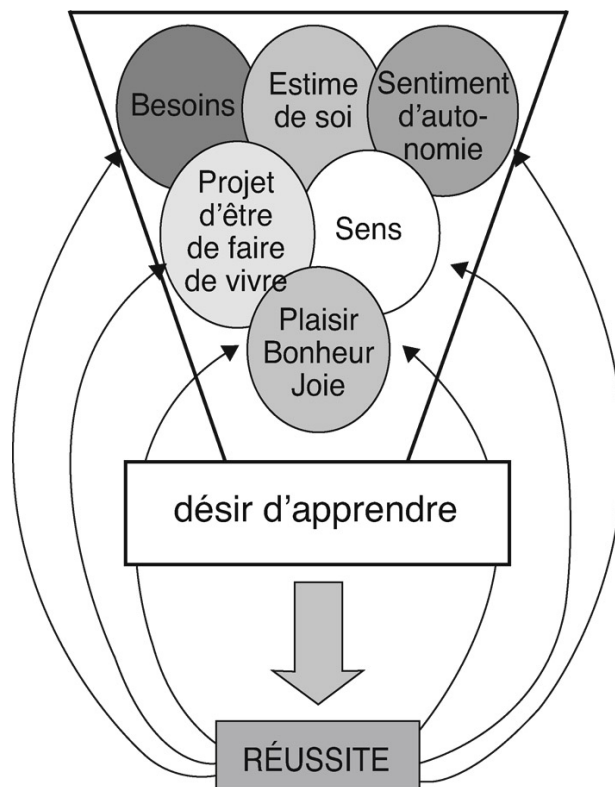 Besoins
Estime
de soi
Sentiment
d'auto-
nomie
Projet
d'être
de faire
de vivre
Sens
Plaisir
Bonheur
Joie
désir d'apprendre
RÉUSSITE